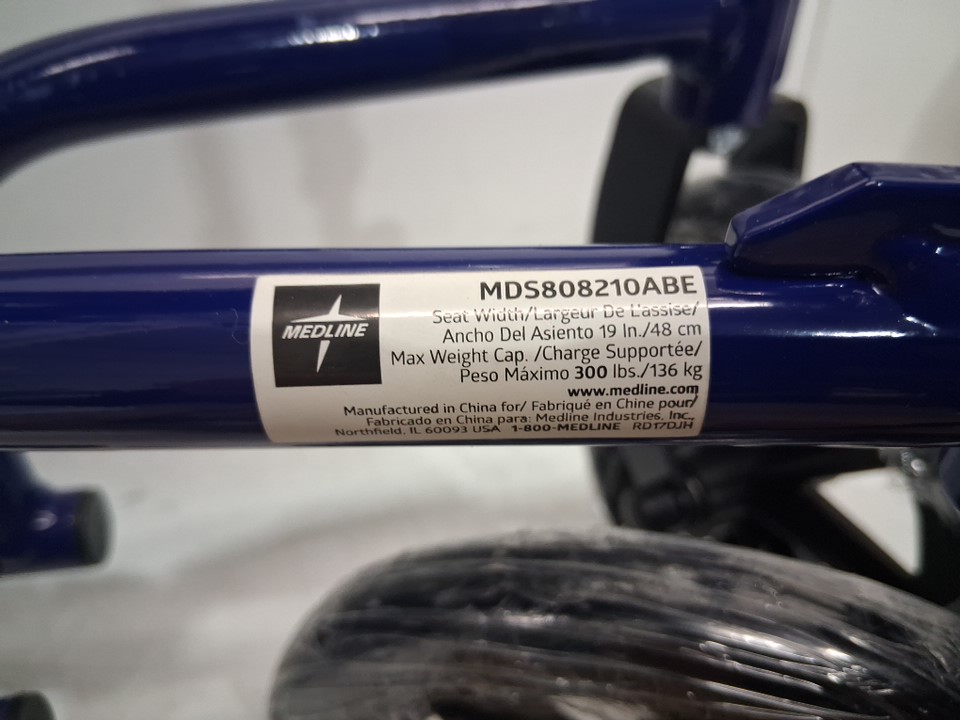 MEDLINE
MDS808210ABE
Seat Width/Largeur De L'assise/
Ancho Del Asiento 19 In./48 cm
Max Weight Cap. /Charge Supportée/
Peso Máximo 300 lbs./136 kg
www.medline.com
Manufactured in China for/ Fabriqué en Chine pour/
Fabricado en China para: Medline Industries, Inc.,
Northfield, IL 60093 USA 1-800-MEDLINE RD17DJH